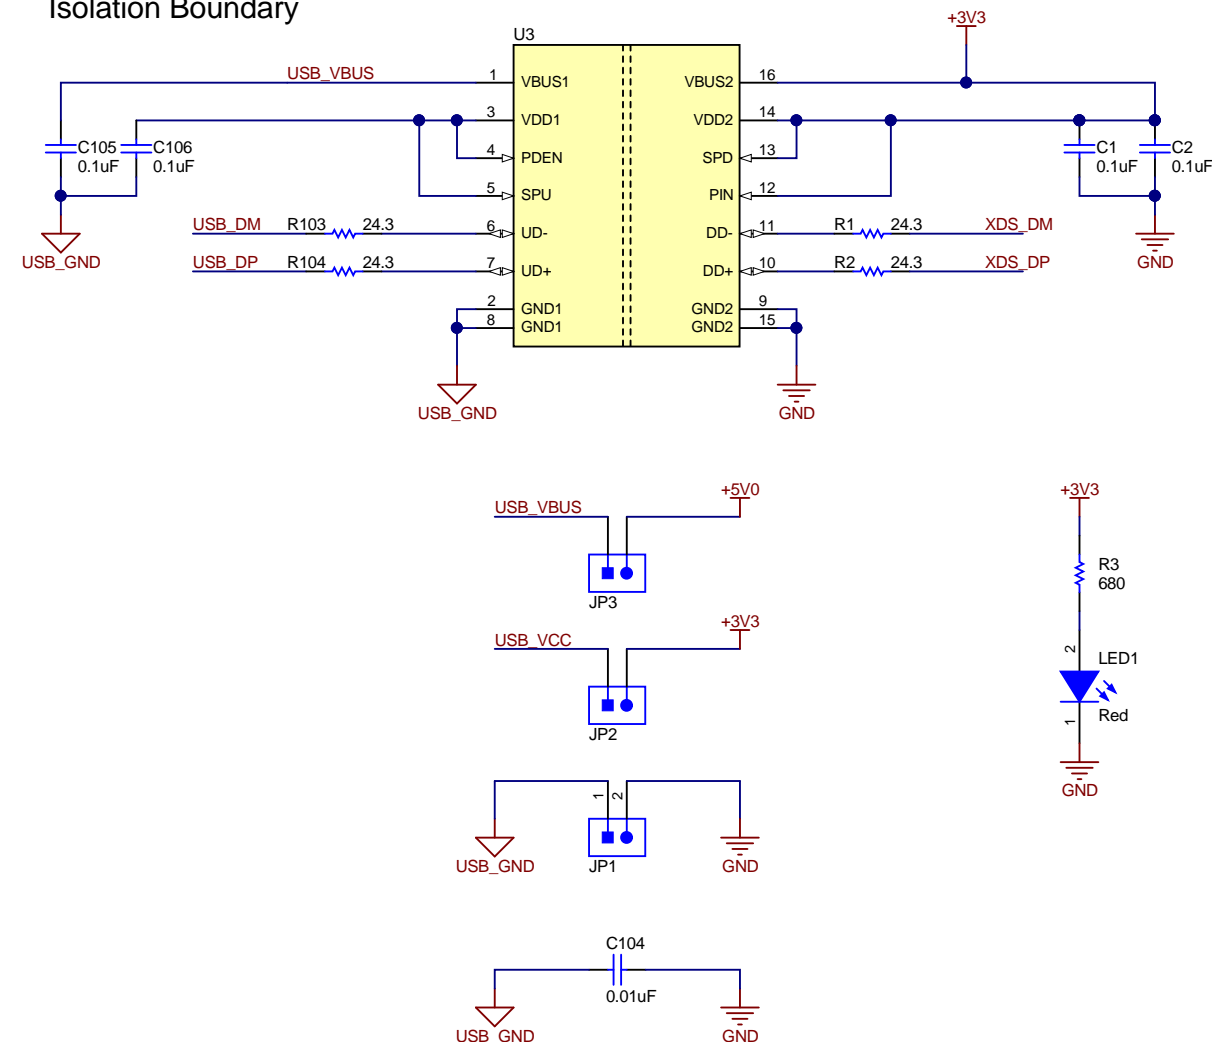 Isolation Boundary
+3V3
U3
USB_VBUS
1
VBUS1
VBUS2
16
3
VDD1
VDD2
14
C105
0.1uF
C106
0.1uF
4
PDEN
SPD
13
C1
0.1uF
C2
0.1uF
5
SPU
PIN
12
USB_DM
R103
24.3
6
UD-
DD-
11
R1
24.3
XDS_DM
USB_GND
USB_DP
R104
24.3
7
UD+
DD+
10
R2
24.3
XDS_DP
GND
2
GND1
GND2
9
8
GND1
GND2
15
USB_GND
GND
USB_VBUS
+5V0
JP3
+3V3
R3
680
USB_VCC
+3V3
JP2
2
LED1
Red
1
GND
1
2
USB_GND
JP1
GND
C104
0.01uF
USB_GND
GND